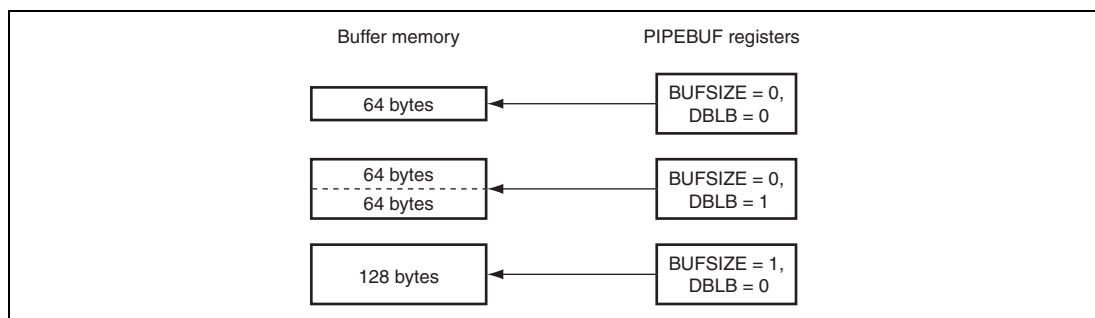 Buffer memory
PIPEBUF registers
64 bytes
BUFSIZE = 0,
DBLB = 0
64 bytes
64 bytes
BUFSIZE = 0,
DBLB = 1
128 bytes
BUFSIZE = 1,
DBLB = 0